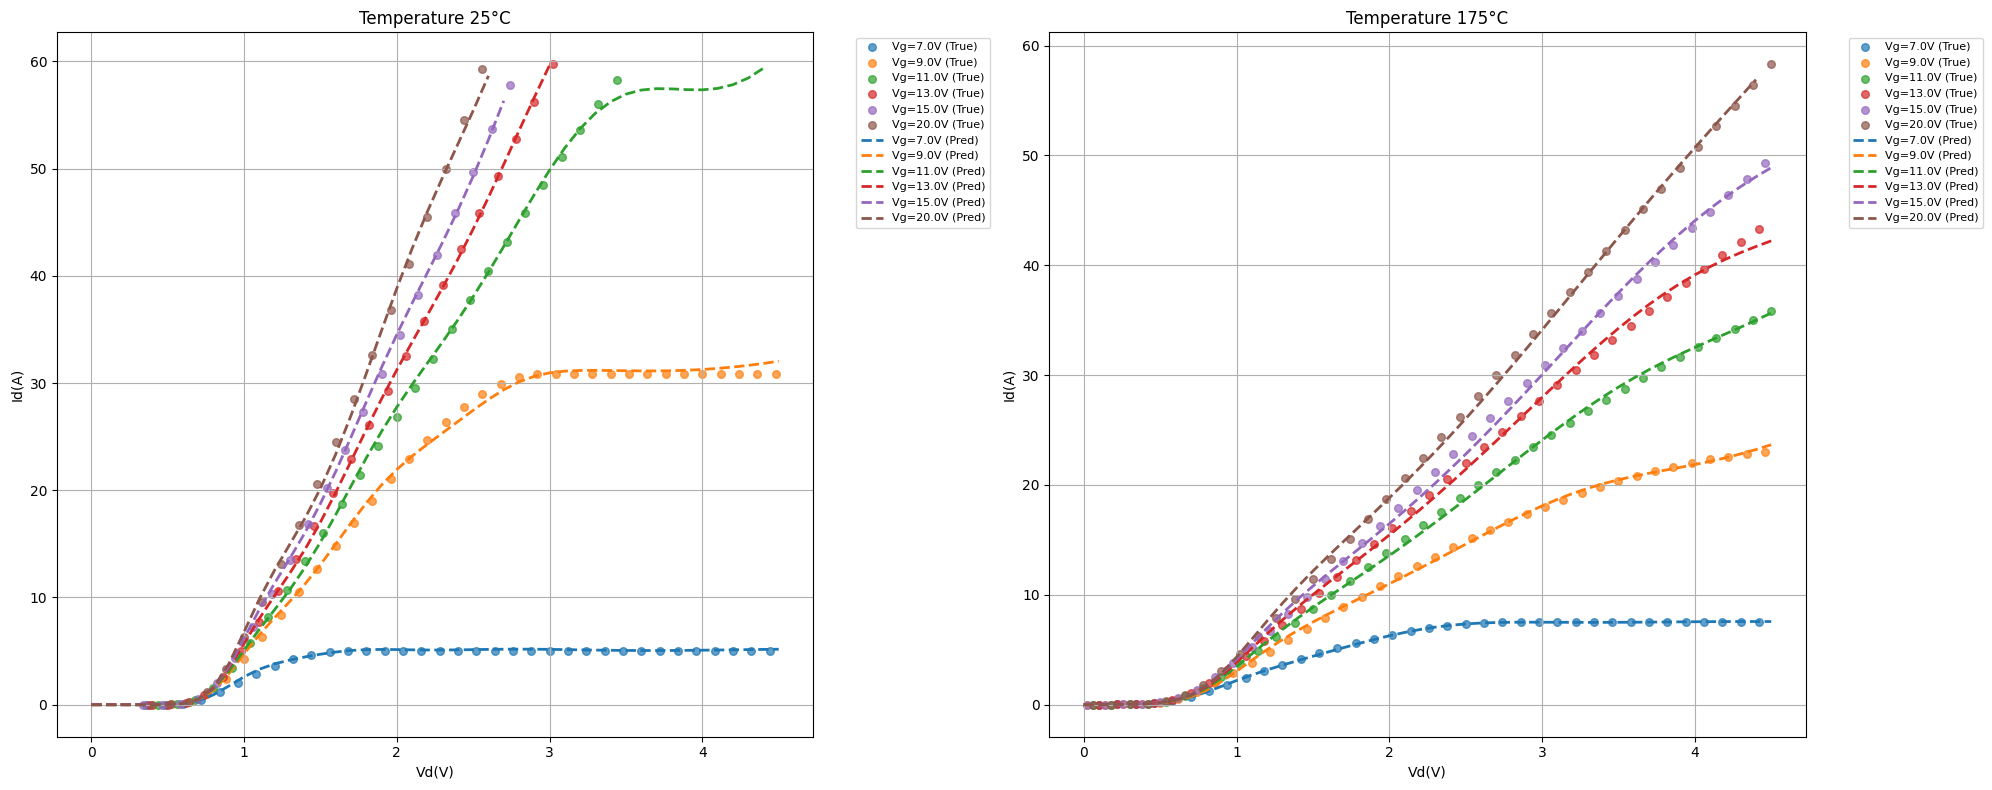 Temperature 25°C
60
50
40
30
20
10
0
Id(A)
0
1
2
3
4
Vd(V)
Vg=7.0V (True)
Vg=9.0V (True)
Vg=11.0V (True)
Vg=13.0V (True)
Vg=15.0V (True)
Vg=20.0V (True)
Vg=7.0V (Pred)
Vg=9.0V (Pred)
Vg=11.0V (Pred)
Vg=13.0V (Pred)
Vg=15.0V (Pred)
Vg=20.0V (Pred)
Temperature 175°C
60
50
40
30
20
10
0
Id(A)
0
1
2
3
4
Vd(V)
Vg=7.0V (True)
Vg=9.0V (True)
Vg=11.0V (True)
Vg=13.0V (True)
Vg=15.0V (True)
Vg=20.0V (True)
Vg=7.0V (Pred)
Vg=9.0V (Pred)
Vg=11.0V (Pred)
Vg=13.0V (Pred)
Vg=15.0V (Pred)
Vg=20.0V (Pred)